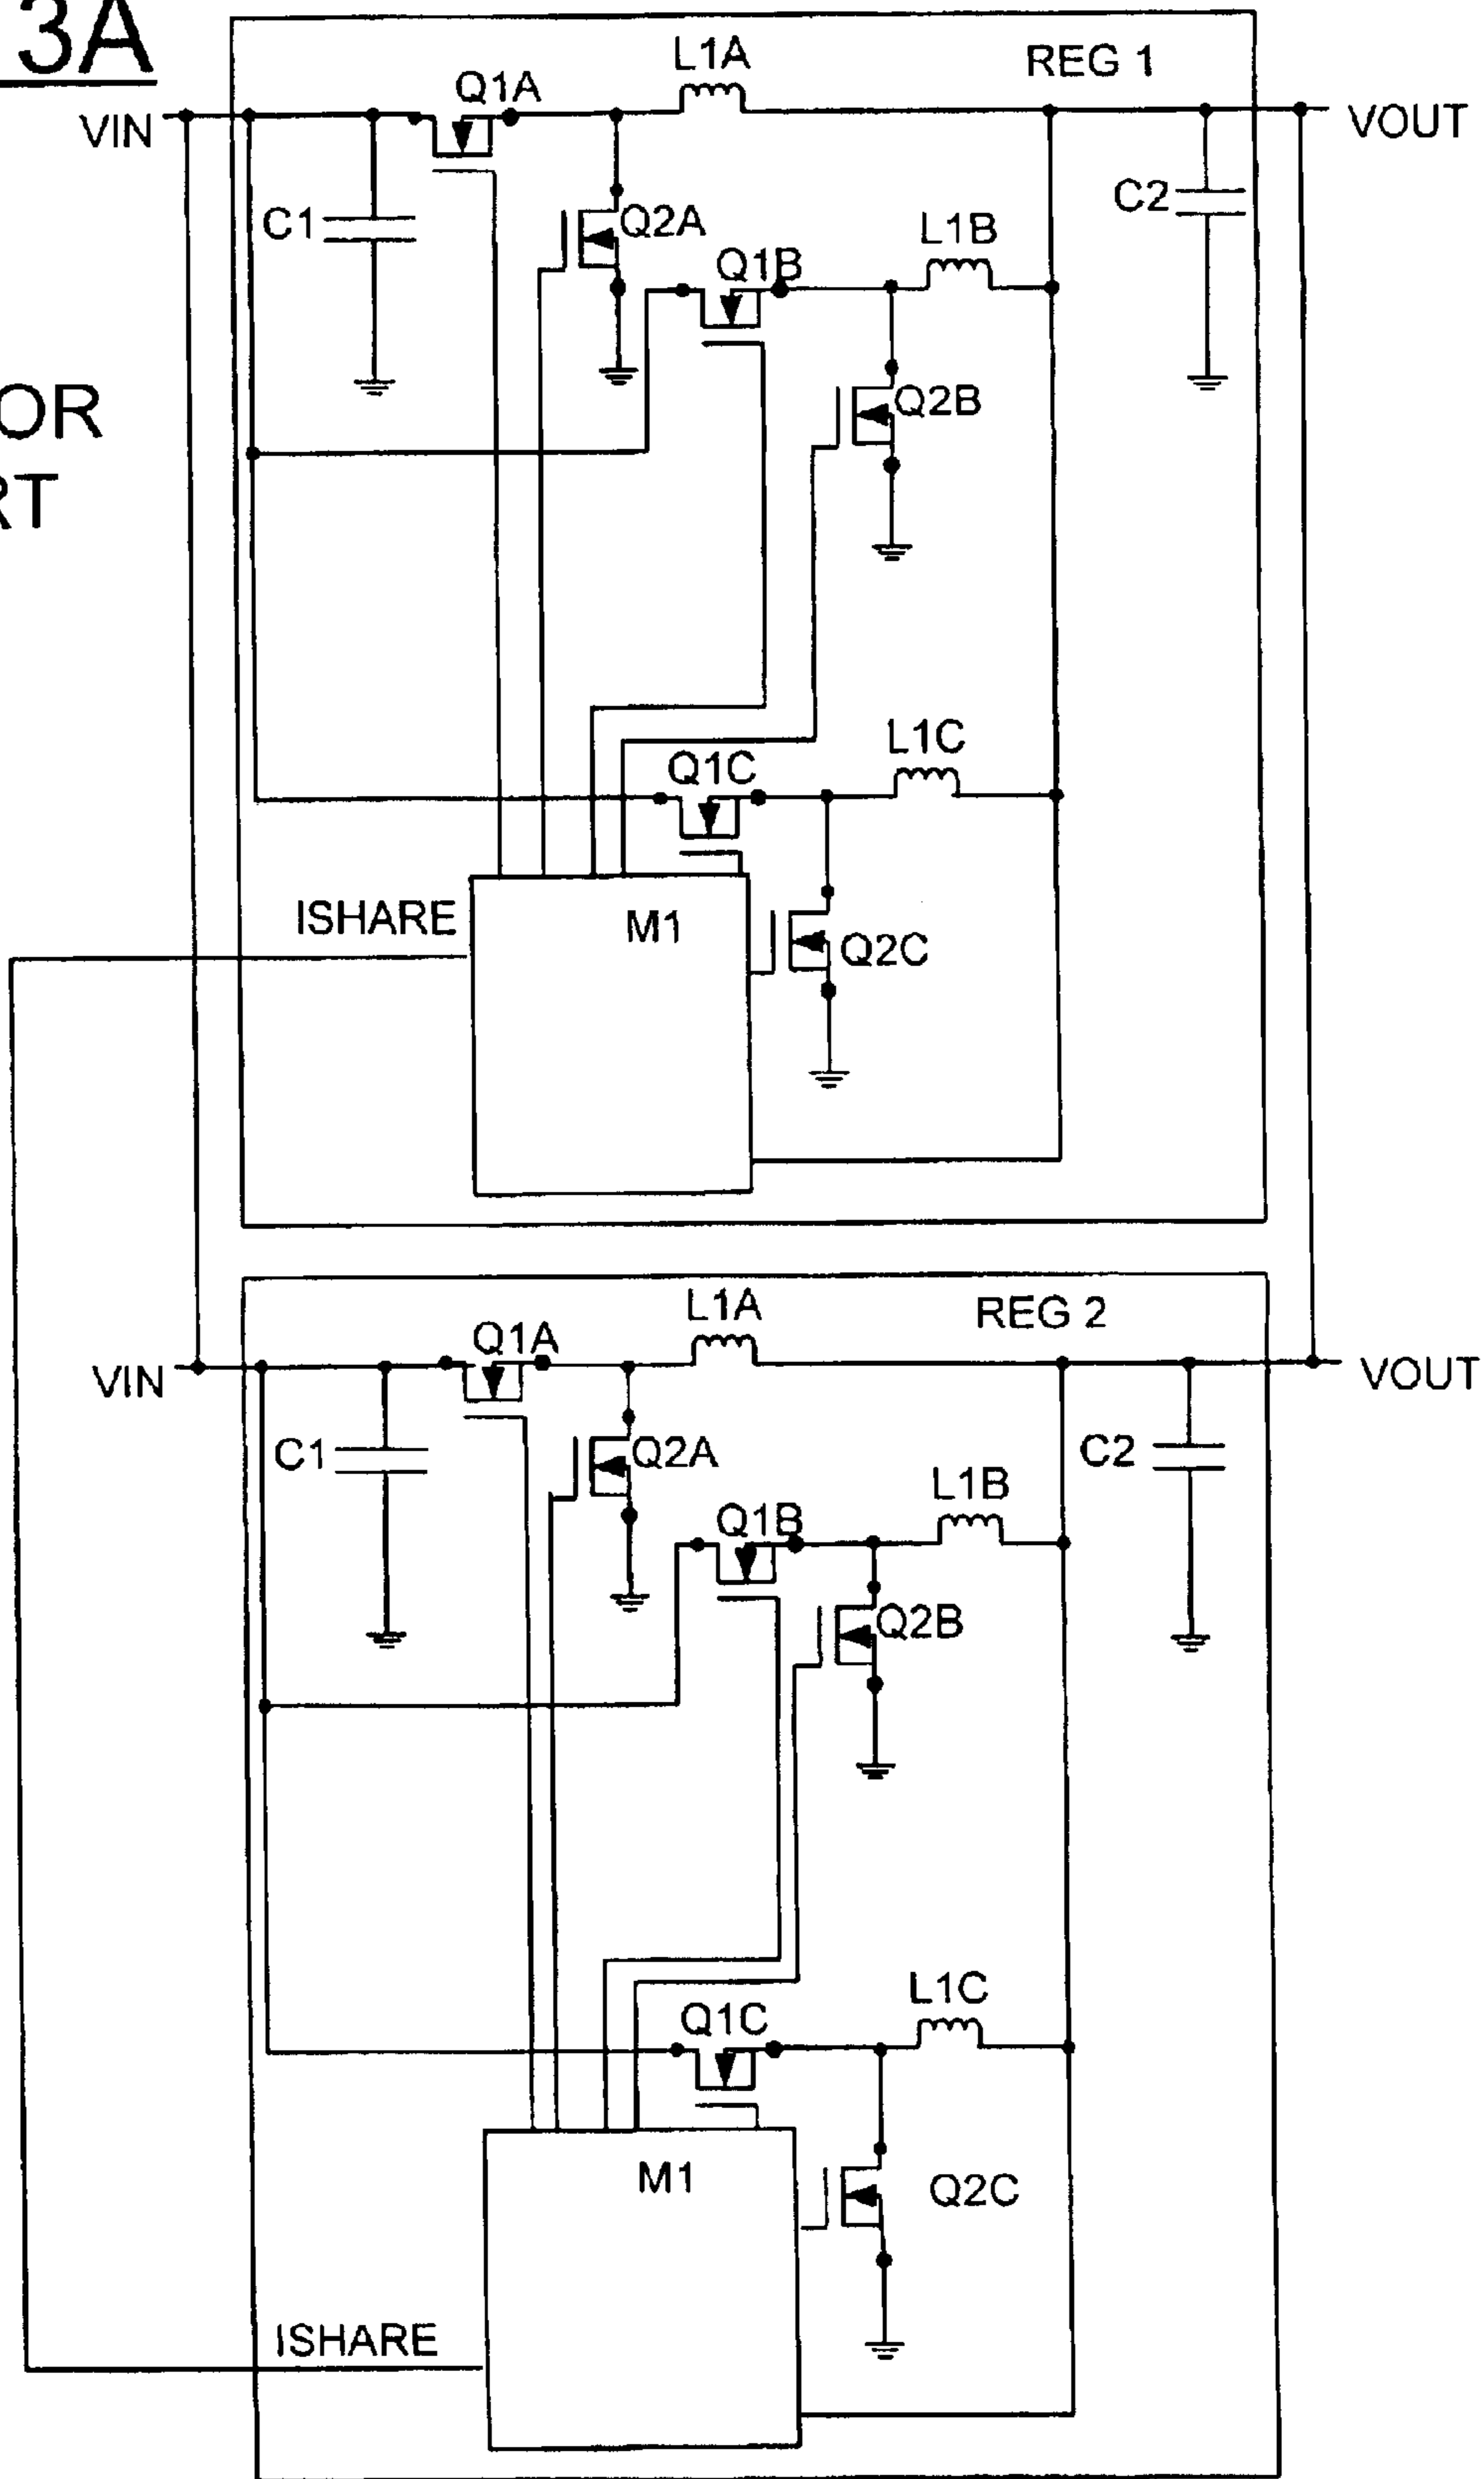 3A
REG 1
L1A
Q1A
VIN
VOUT
C1
Q2A
C2
L1B
Q1B
OR
Q2B
RT
L1C
Q1C
ISHARE
M1
Q2C
REG 2
L1A
Q1A
VIN
VOUT
C1
Q2A
C2
L1B
Q1B
Q2B
L1C
Q1C
M1
Q2C
ISHARE